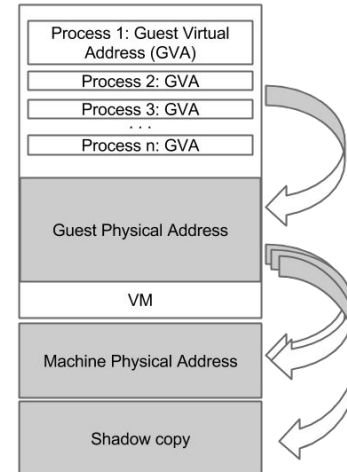 Process 1: Guest Virtual
Address (GVA)
Process 2: GVA
Process 3: GVA
. . .
Process n: GVA
Guest Physical Address
VM
Machine Physical Address
Shadow copy